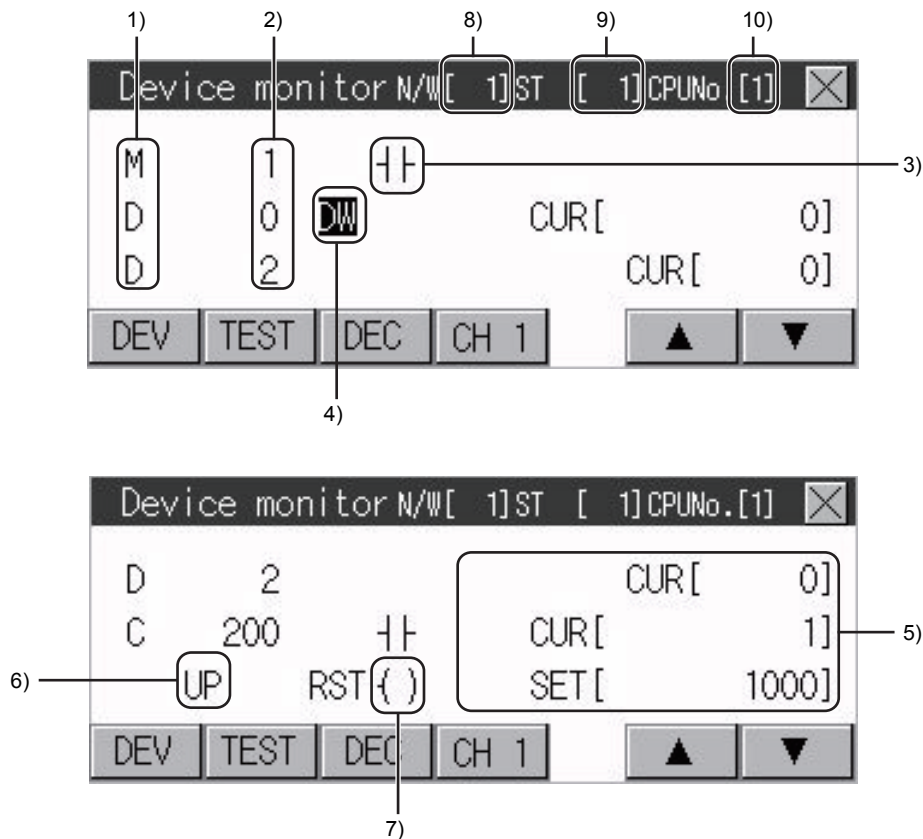 1) 2) 8) 9) 10)
Device monitor N/W[ 1] ST [ 1] CPUNo.[1]
M 1 3)
D 0 DW CUR[ 0]
D 2 CUR[ 0]
DEV TEST DEC CH 1 ▲ ▼
4)
Device monitor N/W[ 1] ST [ 1] CPUNo.[1]
D 2 CUR[ 0]
C 200 CUR[ 1] 5)
6) UP RST ( ) SET[ 1000]
DEV TEST DEC CH 1 ▲ ▼
7)